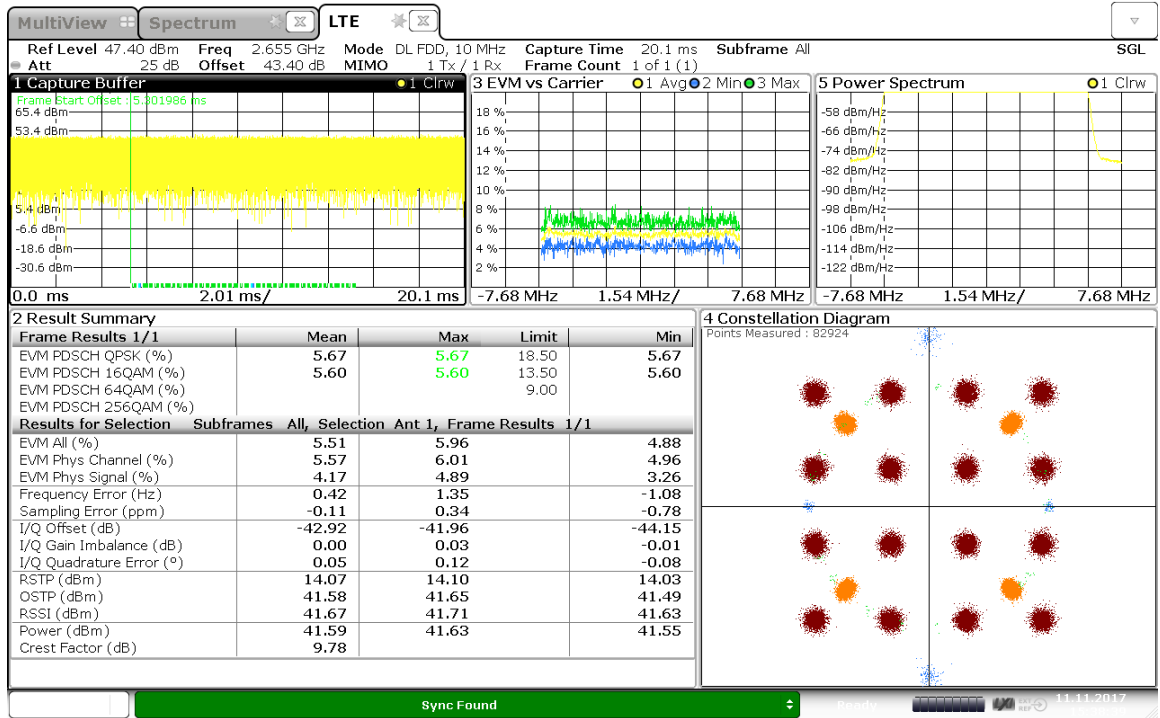 MultiView Spectrum LTE
Ref Level 47.40 dBm Freq 2.655 GHz Mode DL FDD, 10 MHz Capture Time 20.1 ms Subframe All SGL
Att 25 dB Offset 43.40 dB MIMO 1 Tx / 1 Rx Frame Count 1 of 1 (1)
1 Capture Buffer 1 Clrw
Frame Start Offset : 5.301986 ms
65.4 dBm
53.4 dBm
5.4 dBm
-6.6 dBm
-18.6 dBm
-30.6 dBm
0.0 ms 2.01 ms/ 20.1 ms
3 EVM vs Carrier 1 Avg 2 Min 3 Max
18 %
16 %
14 %
12 %
10 %
8 %
6 %
4 %
2 %
-7.68 MHz 1.54 MHz/ 7.68 MHz
5 Power Spectrum 1 Clrw
-58 dBm/Hz
-66 dBm/Hz
-74 dBm/Hz
-82 dBm/Hz
-90 dBm/Hz
-98 dBm/Hz
-106 dBm/Hz
-114 dBm/Hz
-122 dBm/Hz
-7.68 MHz 1.54 MHz/ 7.68 MHz
2 Result Summary
Frame Results 1/1 Mean Max Limit Min
EVM PDSCH QPSK (%) 5.67 5.67 18.50 5.67
EVM PDSCH 16QAM (%) 5.60 5.60 13.50 5.60
EVM PDSCH 64QAM (%) 9.00
EVM PDSCH 256QAM (%)
Results for Selection Subframes All, Selection Ant 1, Frame Results 1/1
EVM All (%) 5.51 5.96 4.88
EVM Phys Channel (%) 5.57 6.01 4.96
EVM Phys Signal (%) 4.17 4.89 3.26
Frequency Error (Hz) 0.42 1.35 -1.08
Sampling Error (ppm) -0.11 0.34 -0.78
I/Q Offset (dB) -42.92 -41.96 -44.15
I/Q Gain Imbalance (dB) 0.00 0.03 -0.01
I/Q Quadrature Error (°) 0.05 0.12 -0.08
RSTP (dBm) 14.07 14.10 14.03
OSTP (dBm) 41.58 41.65 41.49
RSSI (dBm) 41.67 41.71 41.63
Power (dBm) 41.59 41.63 41.55
Crest Factor (dB) 9.78
4 Constellation Diagram
Points Measured : 82924
Sync Found
Ready
LXI
11.11.2017